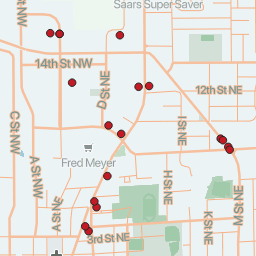 Saars Super Saver
14th St NW
D St NE
12th St NE
C St NW
I St NE
A St NW
Fred Meyer
H St NE
A St NE
K St NE
M St NE
3rd St NE